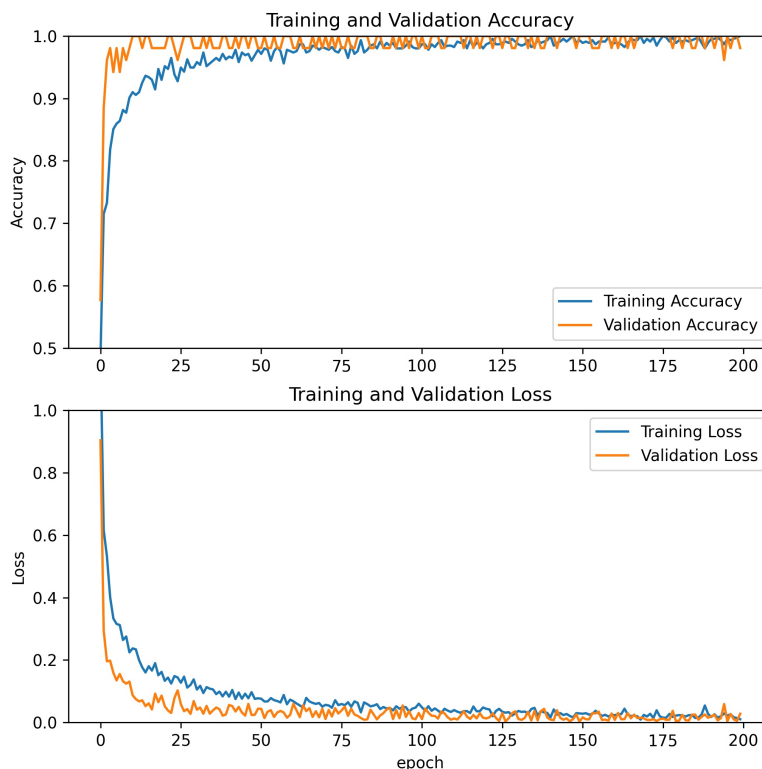 Training and Validation Accuracy
1.0
0.9
0.8
0.7
0.6
0.5
Accuracy
Training Accuracy
Validation Accuracy
0 25 50 75 100 125 150 175 200
Training and Validation Loss
1.0
0.8
0.6
0.4
0.2
0.0
Loss
Training Loss
Validation Loss
0 25 50 75 100 125 150 175 200
epoch